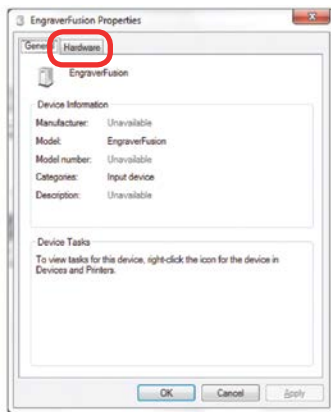 EngraverFusion Properties
General Hardware
EngraverFusion
Device Information
Manufacturer: Unavailable
Model: EngraverFusion
Model number: Unavailable
Categories: Input device
Description: Unavailable
Device Tasks
To view tasks for this device, right-click the icon for the device in
Devices and Printers.
OK Cancel Apply